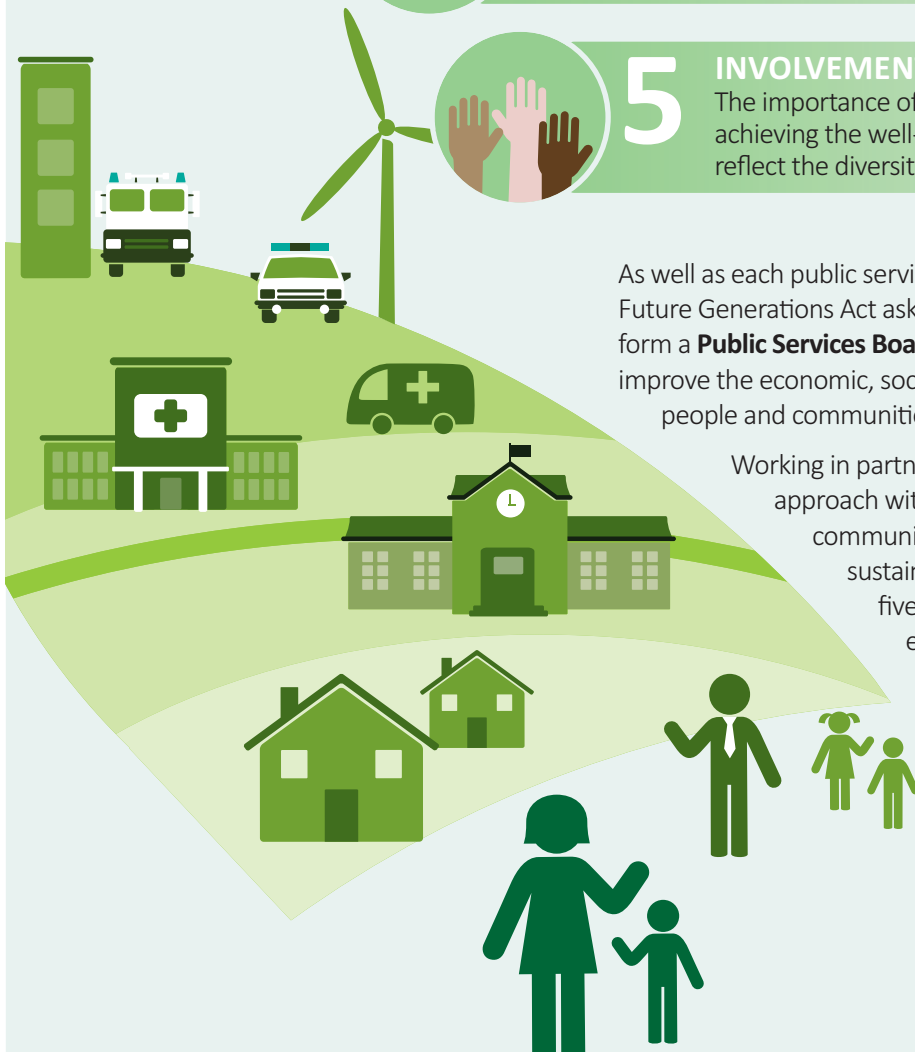 5
INVOLVEMEN
The importance of
achieving the well-
reflect the diversit
As well as each public servi
Future Generations Act ask
form a Public Services Boa
improve the economic, soc
people and communitie
Working in partn
approach wit
communi
sustain
five
e